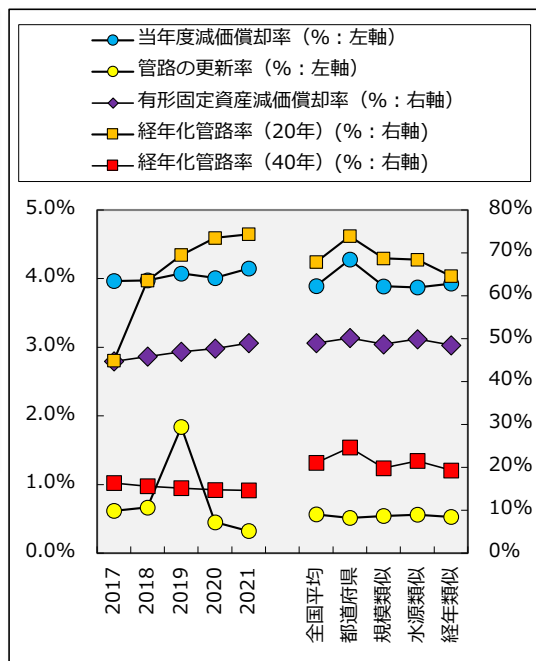 当年度減価償却率（%：左軸）
管路の更新率（%：左軸）
有形固定資産減価償却率（%：右軸）
経年化管路率（20年）(%：右軸)
経年化管路率（40年）(%：右軸)
5.0%
4.0%
3.0%
2.0%
1.0%
0.0%
80%
70%
60%
50%
40%
30%
20%
10%
0%
2017
2018
2019
2020
2021
全国平均
都道府県
規模類似
水源類似
経年類似